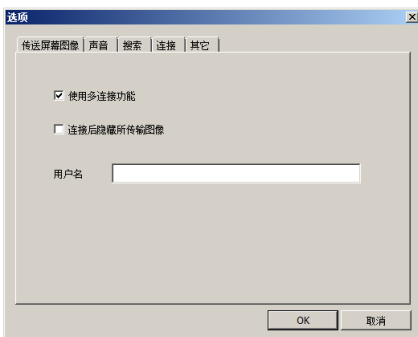 选项
传送屏幕图像 声音 搜索 连接 其它
使用多连接功能
连接后隐藏所传输图像
用户名
OK 取消